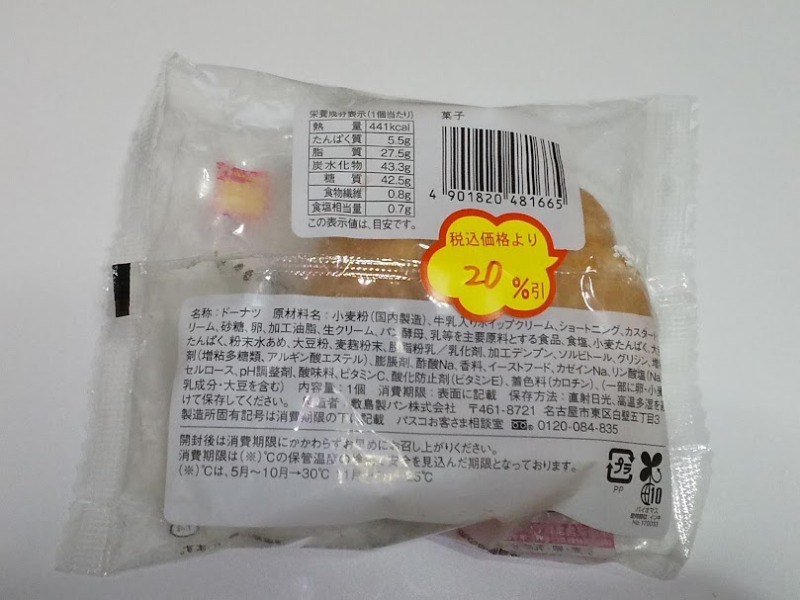 栄養成分表示(1個当たり)
熱量 441kcal
たんぱく質 5.5g
脂質 27.5g
炭水化物 43.3g
糖質 42.5g
食物繊維 0.8g
食塩相当量 0.7g
この表示値は、目安です。
菓子
4 901820 481665
税込価格より
20%引
名称:ドーナツ 原材料名:小麦粉(国内製造)、牛乳入りホイップクリーム、ショートニング、カスター
リーム、砂糖、卵、加工油脂、生クリーム、パン酵母、乳等を主要原料とする食品、食塩、小麦たんぱく、
たんぱく、粉末水あめ、大豆粉、麦麹粉末、脱脂粉乳/乳化剤、加工デンプン、ソルビトール、グリシン、
剤(増粘多糖類、アルギン酸エステル)、膨脹剤、酢酸Na、香料、イーストフード、カゼインNa、リン酸塩(Na
セルロース、pH調整剤、酸味料、ビタミンC、酸化防止剤(ビタミンE)、着色料(カロチン)、(一部に卵・小
乳成分・大豆を含む) 内容量:1個 消費期限:表面に記載 保存方法:直射日光、高温多湿を
けて保存してください。 製造者:敷島製パン株式会社 〒461-8721 名古屋市東区白壁五丁目3
製造所固有記号は消費期限の下に記載 パスコお客さま相談室 0120-084-835
開封後は消費期限にかかわらずお早めにお召し上がりください。
消費期限は(※)℃の保管温度の 安全を見込んだ期限となっております。
(※)℃は、5月~10月→30℃ 5℃
プラ
PP
10
バイオマス
No 170030